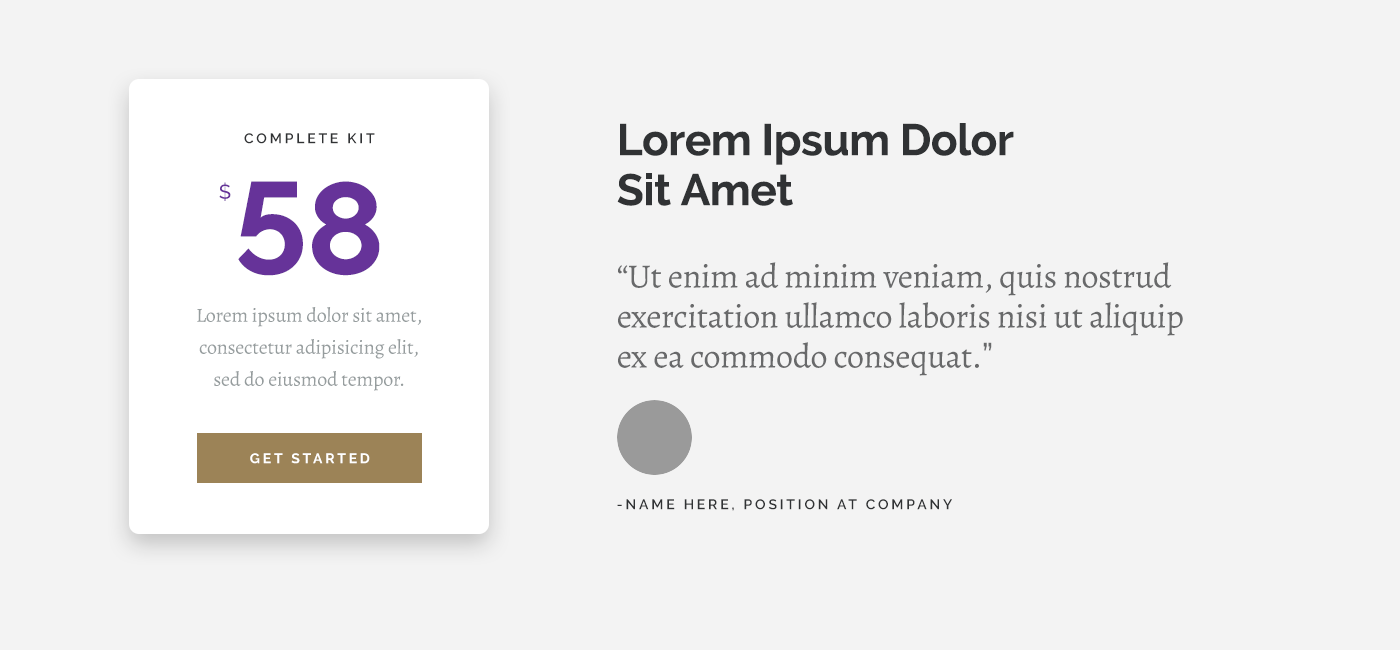 COMPLETE KIT
$58
Lorem ipsum dolor sit amet,
consectetur adipisicing elit,
sed do eiusmod tempor.
GET STARTED
Lorem Ipsum Dolor
Sit Amet
“Ut enim ad minim veniam, quis nostrud
exercitation ullamco laboris nisi ut aliquip
ex ea commodo consequat.”
-NAME HERE, POSITION AT COMPANY